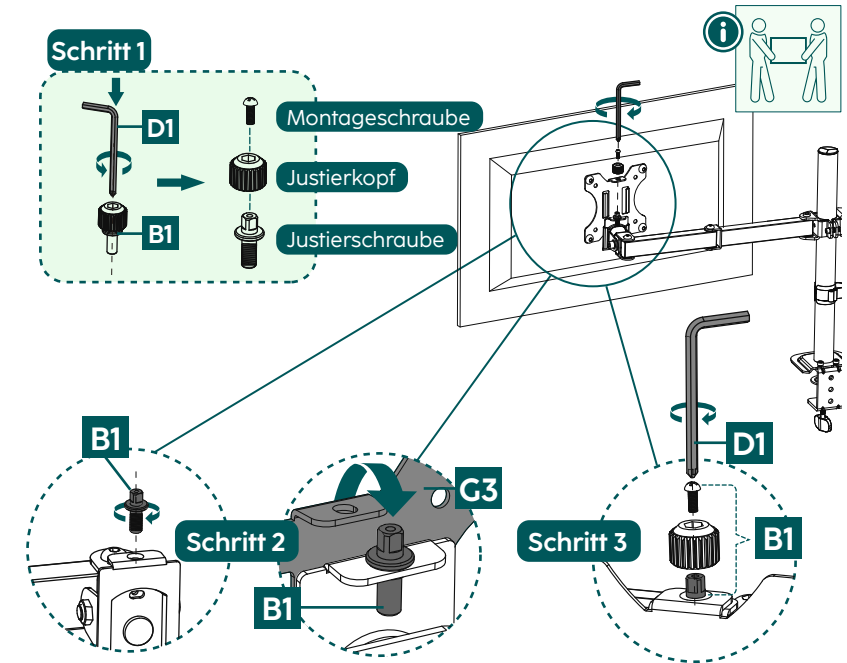 Schritt 1
i
D1
Montageschraube
Justierkopf
B1
Justierschraube
B1
D1
G3
Schritt 2
Schritt 3
B1
B1